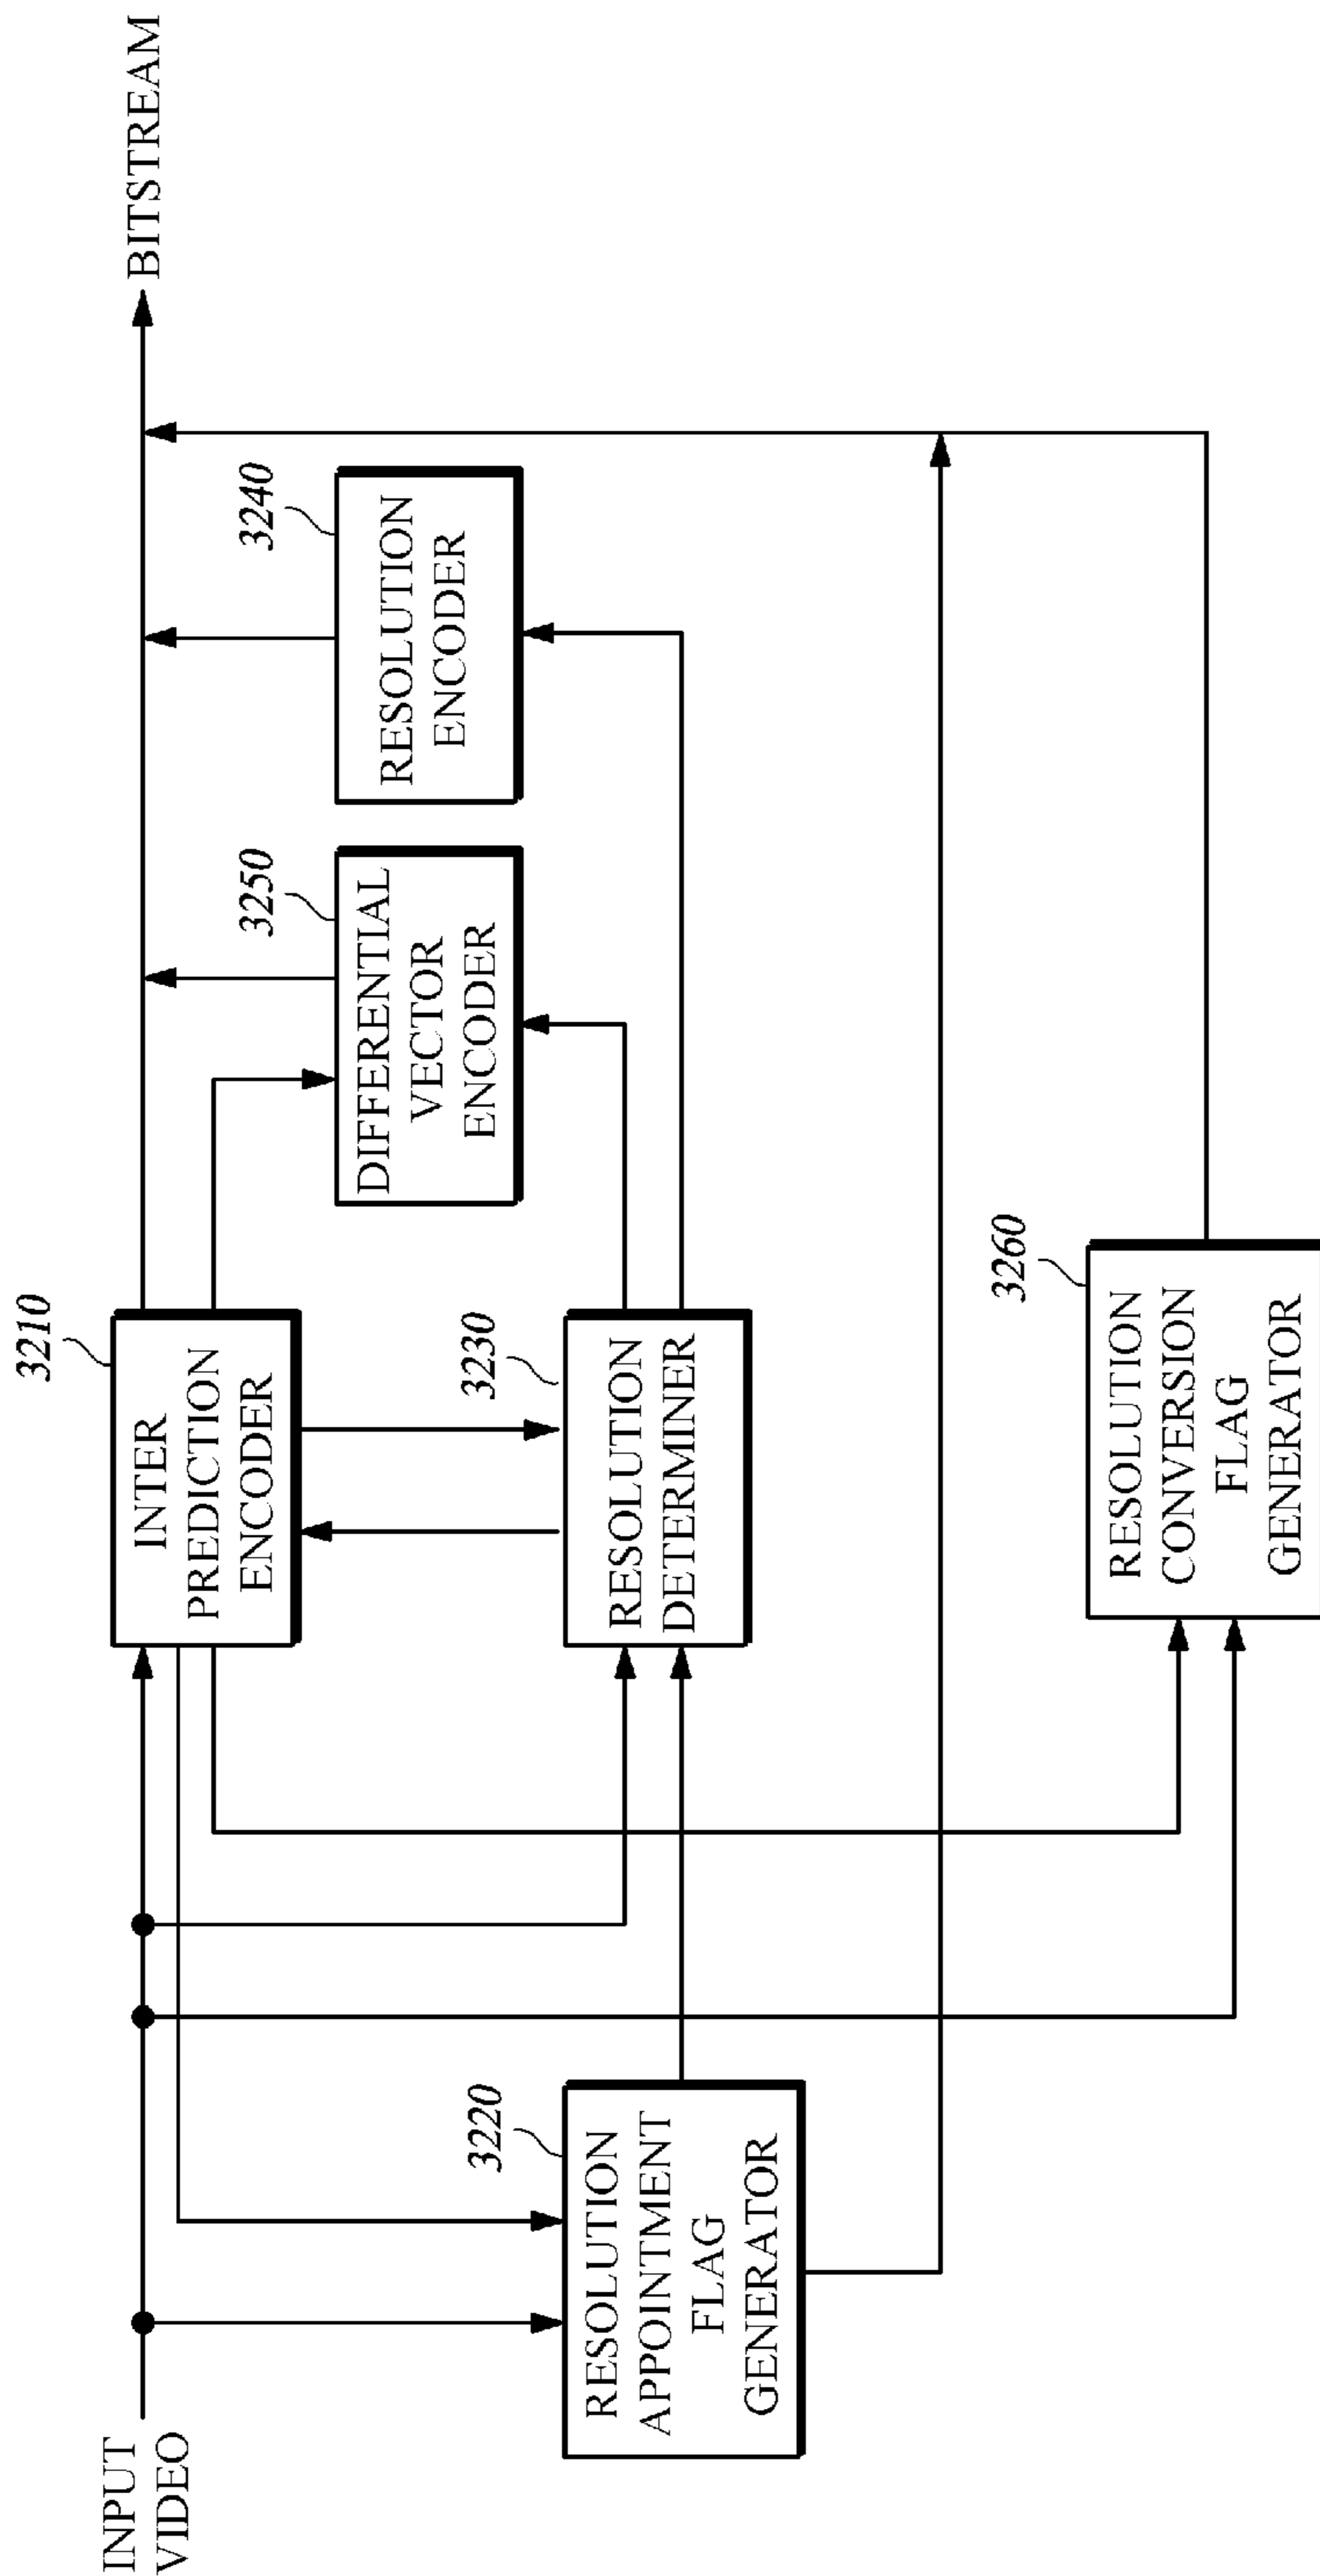 INPUT
VIDEO
3210
INTER
PREDICTION
ENCODER
BITSTREAM
3250
DIFFERENTIAL
VECTOR
ENCODER
3240
RESOLUTION
ENCODER
3220
RESOLUTION
APPOINTMENT
FLAG
GENERATOR
3230
RESOLUTION
DETERMINER
3260
RESOLUTION
CONVERSION
FLAG
GENERATOR